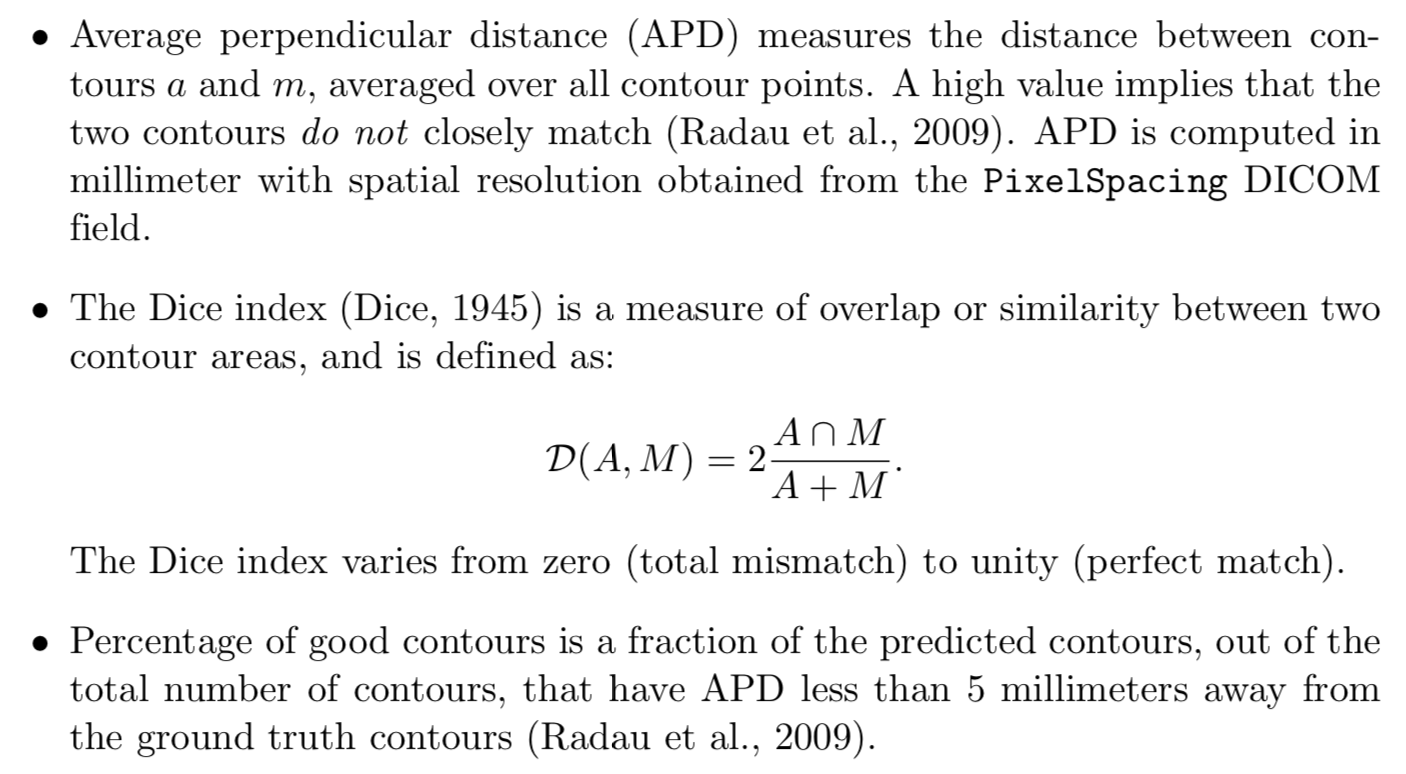 • Average perpendicular distance (APD) measures the distance between con-
tours a and m, averaged over all contour points. A high value implies that the
two contours do not closely match (Radau et al., 2009). APD is computed in
millimeter with spatial resolution obtained from the PixelSpacing DICOM
field.
• The Dice index (Dice, 1945) is a measure of overlap or similarity between two
contour areas, and is defined as:
D(A, M) = 2 A ∩ M / A + M.
The Dice index varies from zero (total mismatch) to unity (perfect match).
• Percentage of good contours is a fraction of the predicted contours, out of the
total number of contours, that have APD less than 5 millimeters away from
the ground truth contours (Radau et al., 2009).